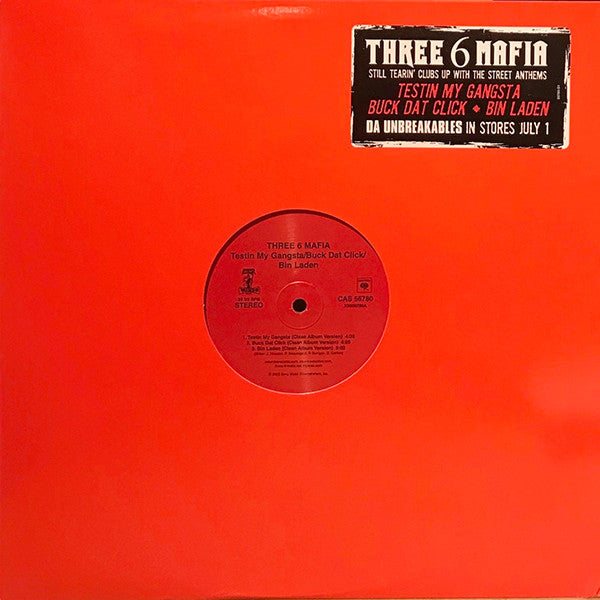 THREE 6 MAFIA
STILL TEARIN' CLUBS UP WITH THE STREET ANTHEMS
TESTIN MY GANGSTA
BUCK DAT CLICK ◆ BIN LADEN
DA UNBREAKABLES IN STORES JULY 1
THREE 6 MAFIA
Testin My Gangsta/Buck Dat Click/
Bin Laden
STEREO
CAS 56780
1. Testin My Gangsta (Clean Album Version) 4:05
2. Buck Dat Click (Clean Album Version)
3. Bin Laden (Clean Album Version)